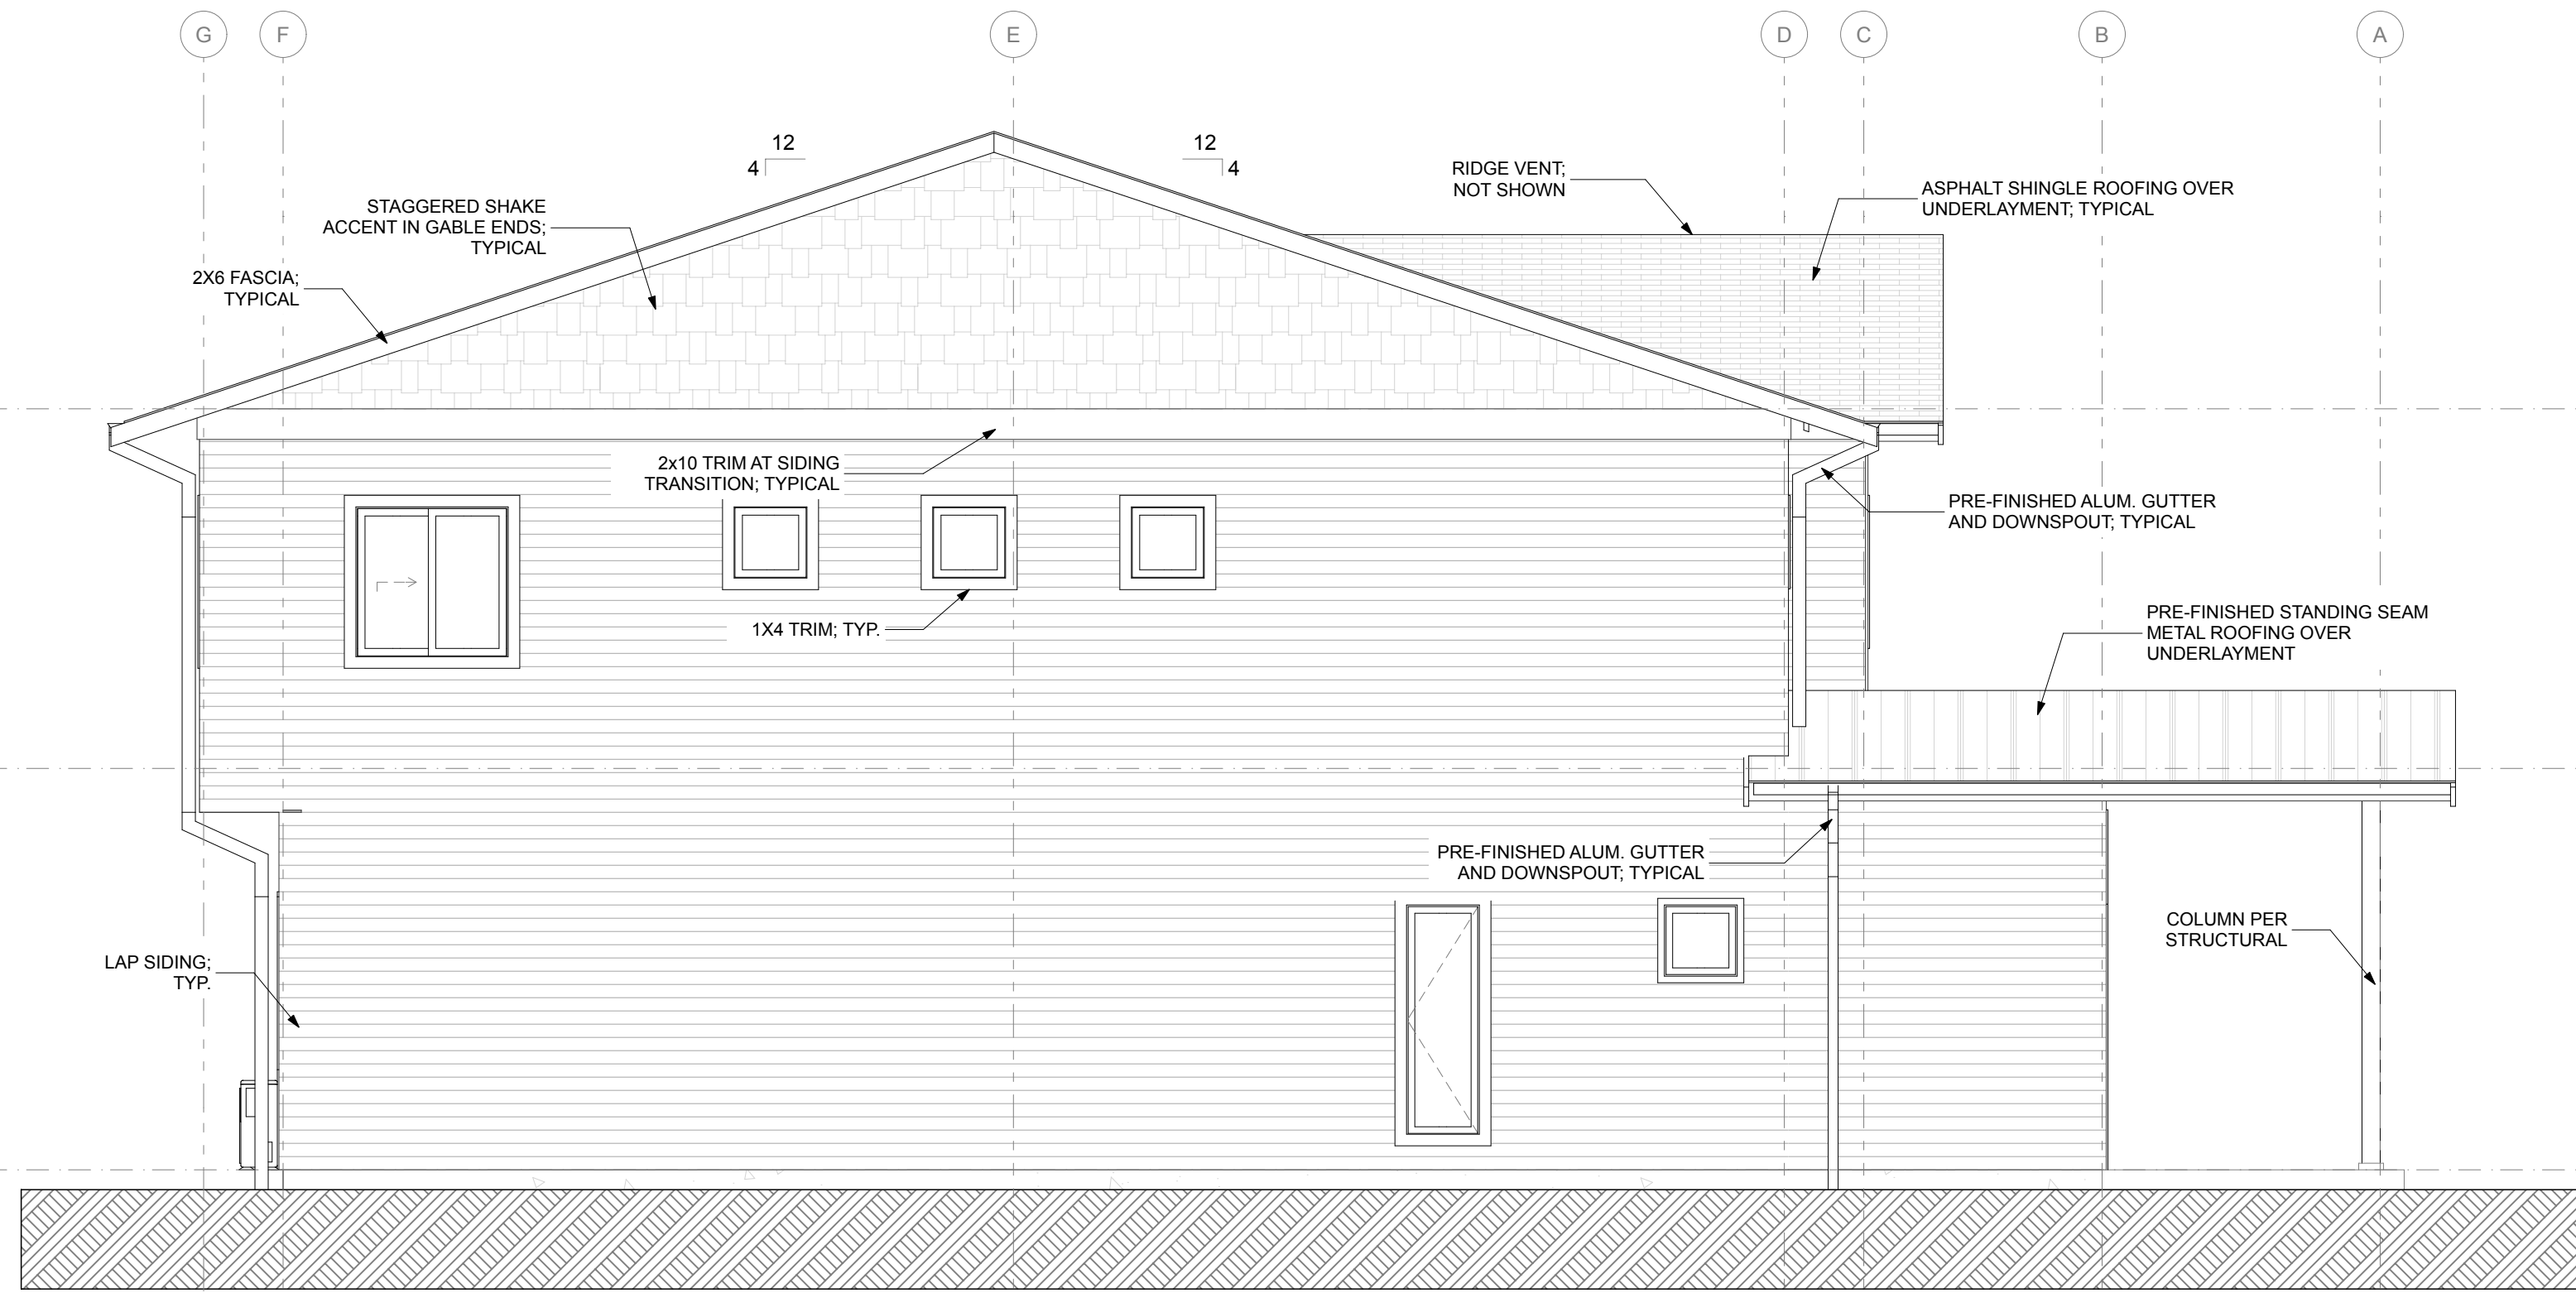 G
F
E
D
C
B
A
12
4
12
4
RIDGE VENT;
NOT SHOWN
ASPHALT SHINGLE ROOFING OVER
UNDERLAYMENT; TYPICAL
STAGGERED SHAKE
ACCENT IN GABLE ENDS;
TYPICAL
2X6 FASCIA;
TYPICAL
2x10 TRIM AT SIDING
TRANSITION; TYPICAL
PRE-FINISHED ALUM. GUTTER
AND DOWNSPOUT; TYPICAL
1X4 TRIM; TYP.
PRE-FINISHED STANDING SEAM
METAL ROOFING OVER
UNDERLAYMENT
PRE-FINISHED ALUM. GUTTER
AND DOWNSPOUT; TYPICAL
COLUMN PER
STRUCTURAL
LAP SIDING;
TYP.